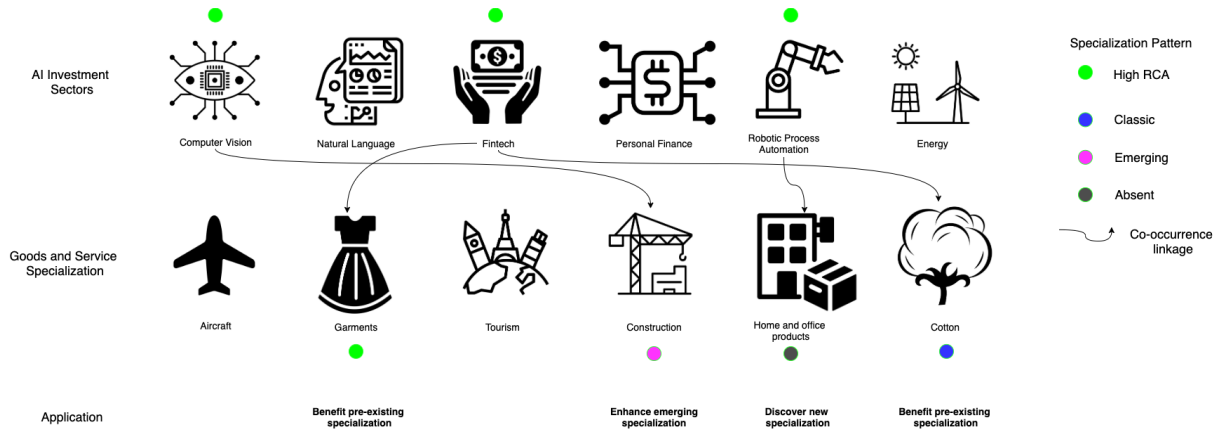 AI Investment
Sectors
Computer Vision
Natural Language
Fintech
Personal Finance
Robotic Process
Automation
Energy
Specialization Pattern
High RCA
Classic
Emerging
Absent
Co-occurrence
linkage
Goods and Service
Specialization
Aircraft
Garments
Tourism
Construction
Home and office
products
Cotton
Application
Benefit pre-existing
specialization
Enhance emerging
specialization
Discover new
specialization
Benefit pre-existing
specialization